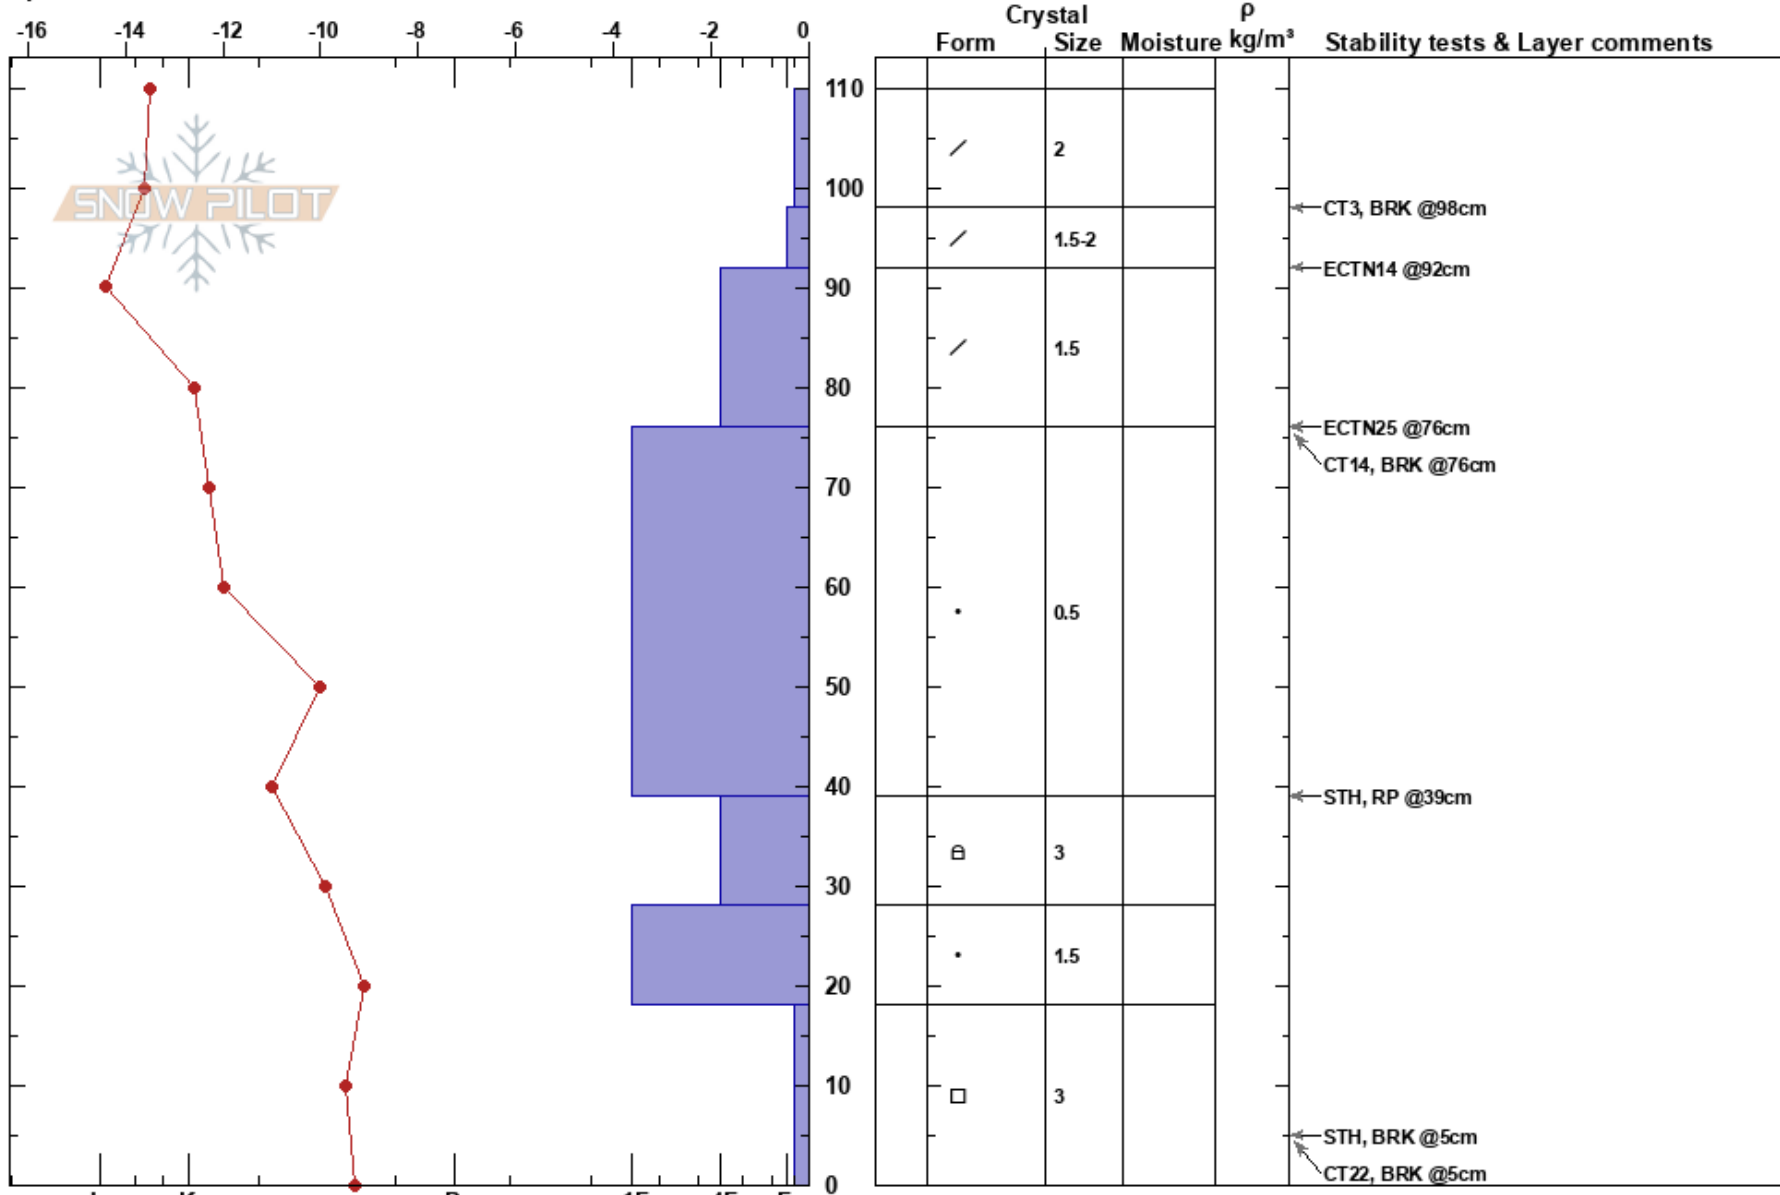 -16 -14 -12 -10 -8 -6 -4 -2 0
Crystal ρ
Form Size Moisture kg/m³ Stability tests & Layer comments
110
2
SNOW PILOT
100
CT3, BRK @98cm
1.5-2
ECTN14 @92cm
90
1.5
80
ECTN25 @76cm
CT14, BRK @76cm
70
60
0.5
50
40
STH, RP @39cm
3
30
1.5
20
10
3
STH, BRK @5cm
CT22, BRK @5cm
0